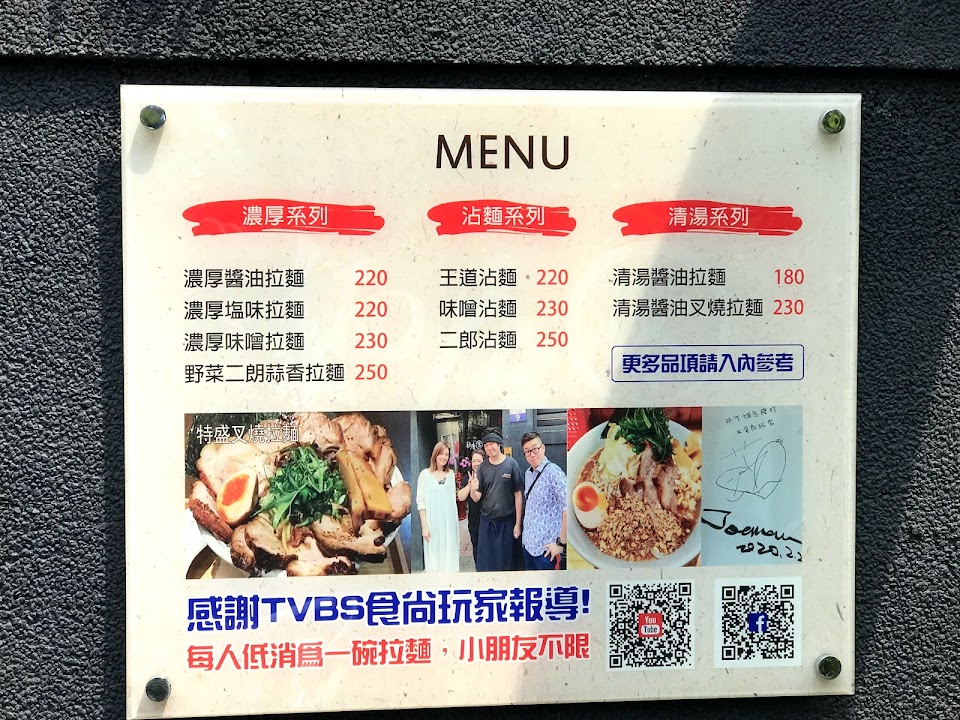 MENU
濃厚系列
濃厚醬油拉麵 220
濃厚塩味拉麵 220
濃厚味噌拉麵 230
野菜二朗蒜香拉麵 250
沾麵系列
王道沾麵 220
味噌沾麵 230
二郎沾麵 250
清湯系列
清湯醬油拉麵 180
清湯醬油叉燒拉麵 230
更多品項請入內參考
特盛叉燒拉麵
9
Joeman
2020.2.
感謝TVBS食尚玩家報導!
每人低消為一碗拉麵，小朋友不限
You
Tube
f